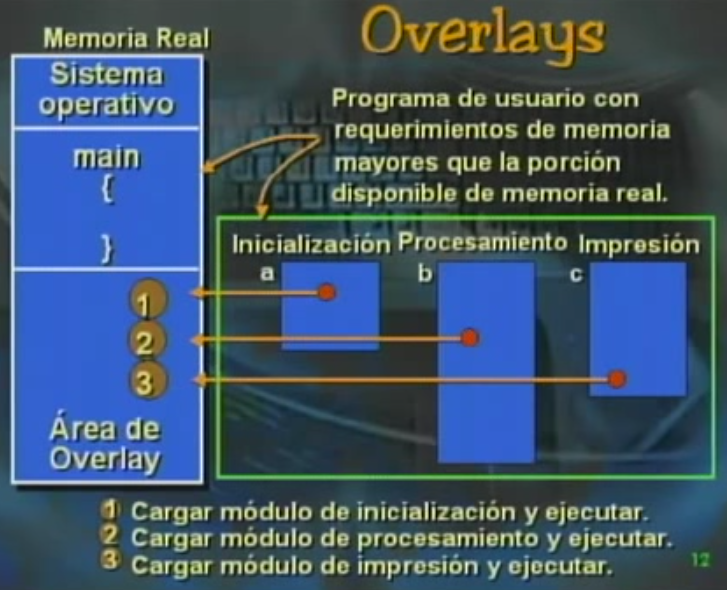 Overlays
Memoria Real
Sistema
operativo
main
{
}
1
2
3
Área de
Overlay
Programa de usuario con
requerimientos de memoria
mayores que la porción
disponible de memoria real.
Inicialización Procesamiento Impresión
a b c
1 Cargar módulo de inicialización y ejecutar.
2 Cargar módulo de procesamiento y ejecutar.
3 Cargar módulo de impresión y ejecutar.
12